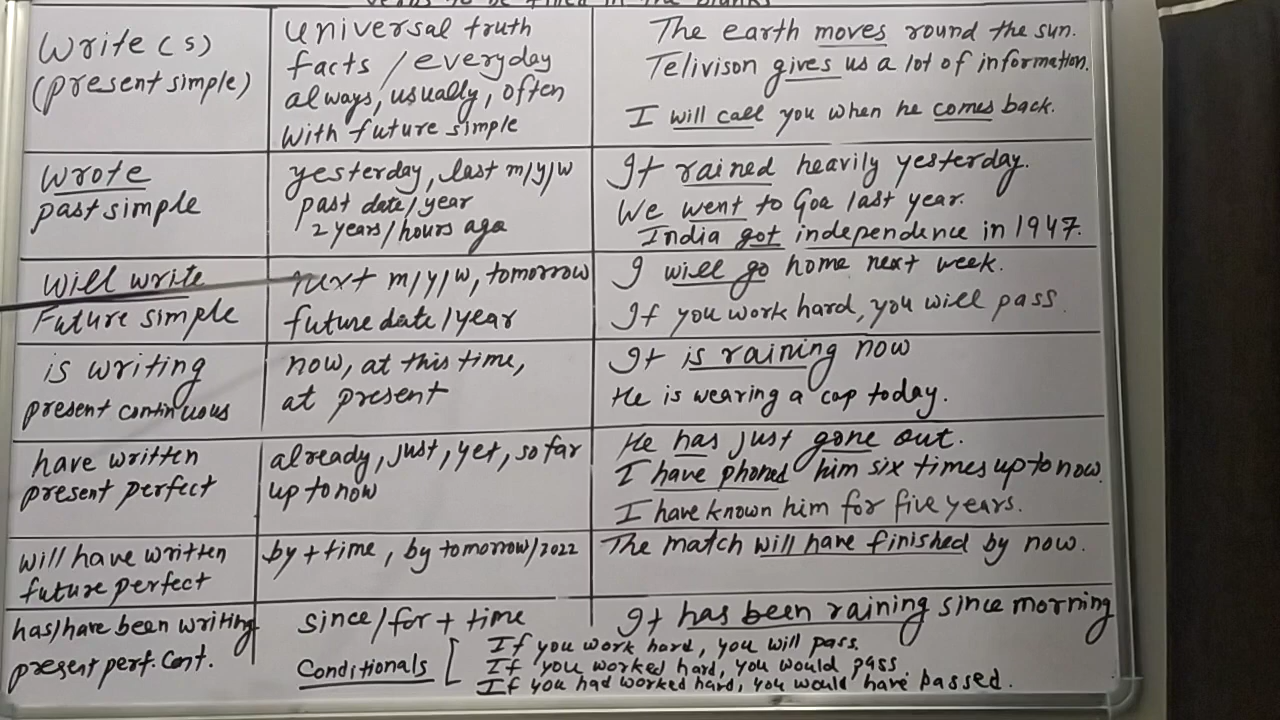 verbs to be filled in the blanks
Write (s)
(present simple)
universal truth
facts / everyday
always, usually, often
with future simple
The earth moves round the sun.
Telivison gives us a lot of information.
I will call you when he comes back.
Wrote
past simple
yesterday, last m/y/w
past date/year
2 years/hours ago
It rained heavily yesterday.
We went to Goa last year.
India got independence in 1947.
Will write
Future simple
next m/y/w, tomorrow
future date/year
I will go home next week.
If you work hard, you will pass.
is writing
present continuous
now, at this time,
at present
It is raining now
He is wearing a cap today.
have written
present perfect
already, just, yet, so far
up to now
He has just gone out.
I have phoned him six times up to now.
I have known him for five years.
will have written
future perfect
by + time, by tomorrow/2022
The match will have finished by now.
has/have been writing
present perf. cont.
since/for + time
It has been raining since morning
Conditionals
If you work hard, you will pass.
If you worked hard, you would pass.
If you had worked hard, you would have passed.